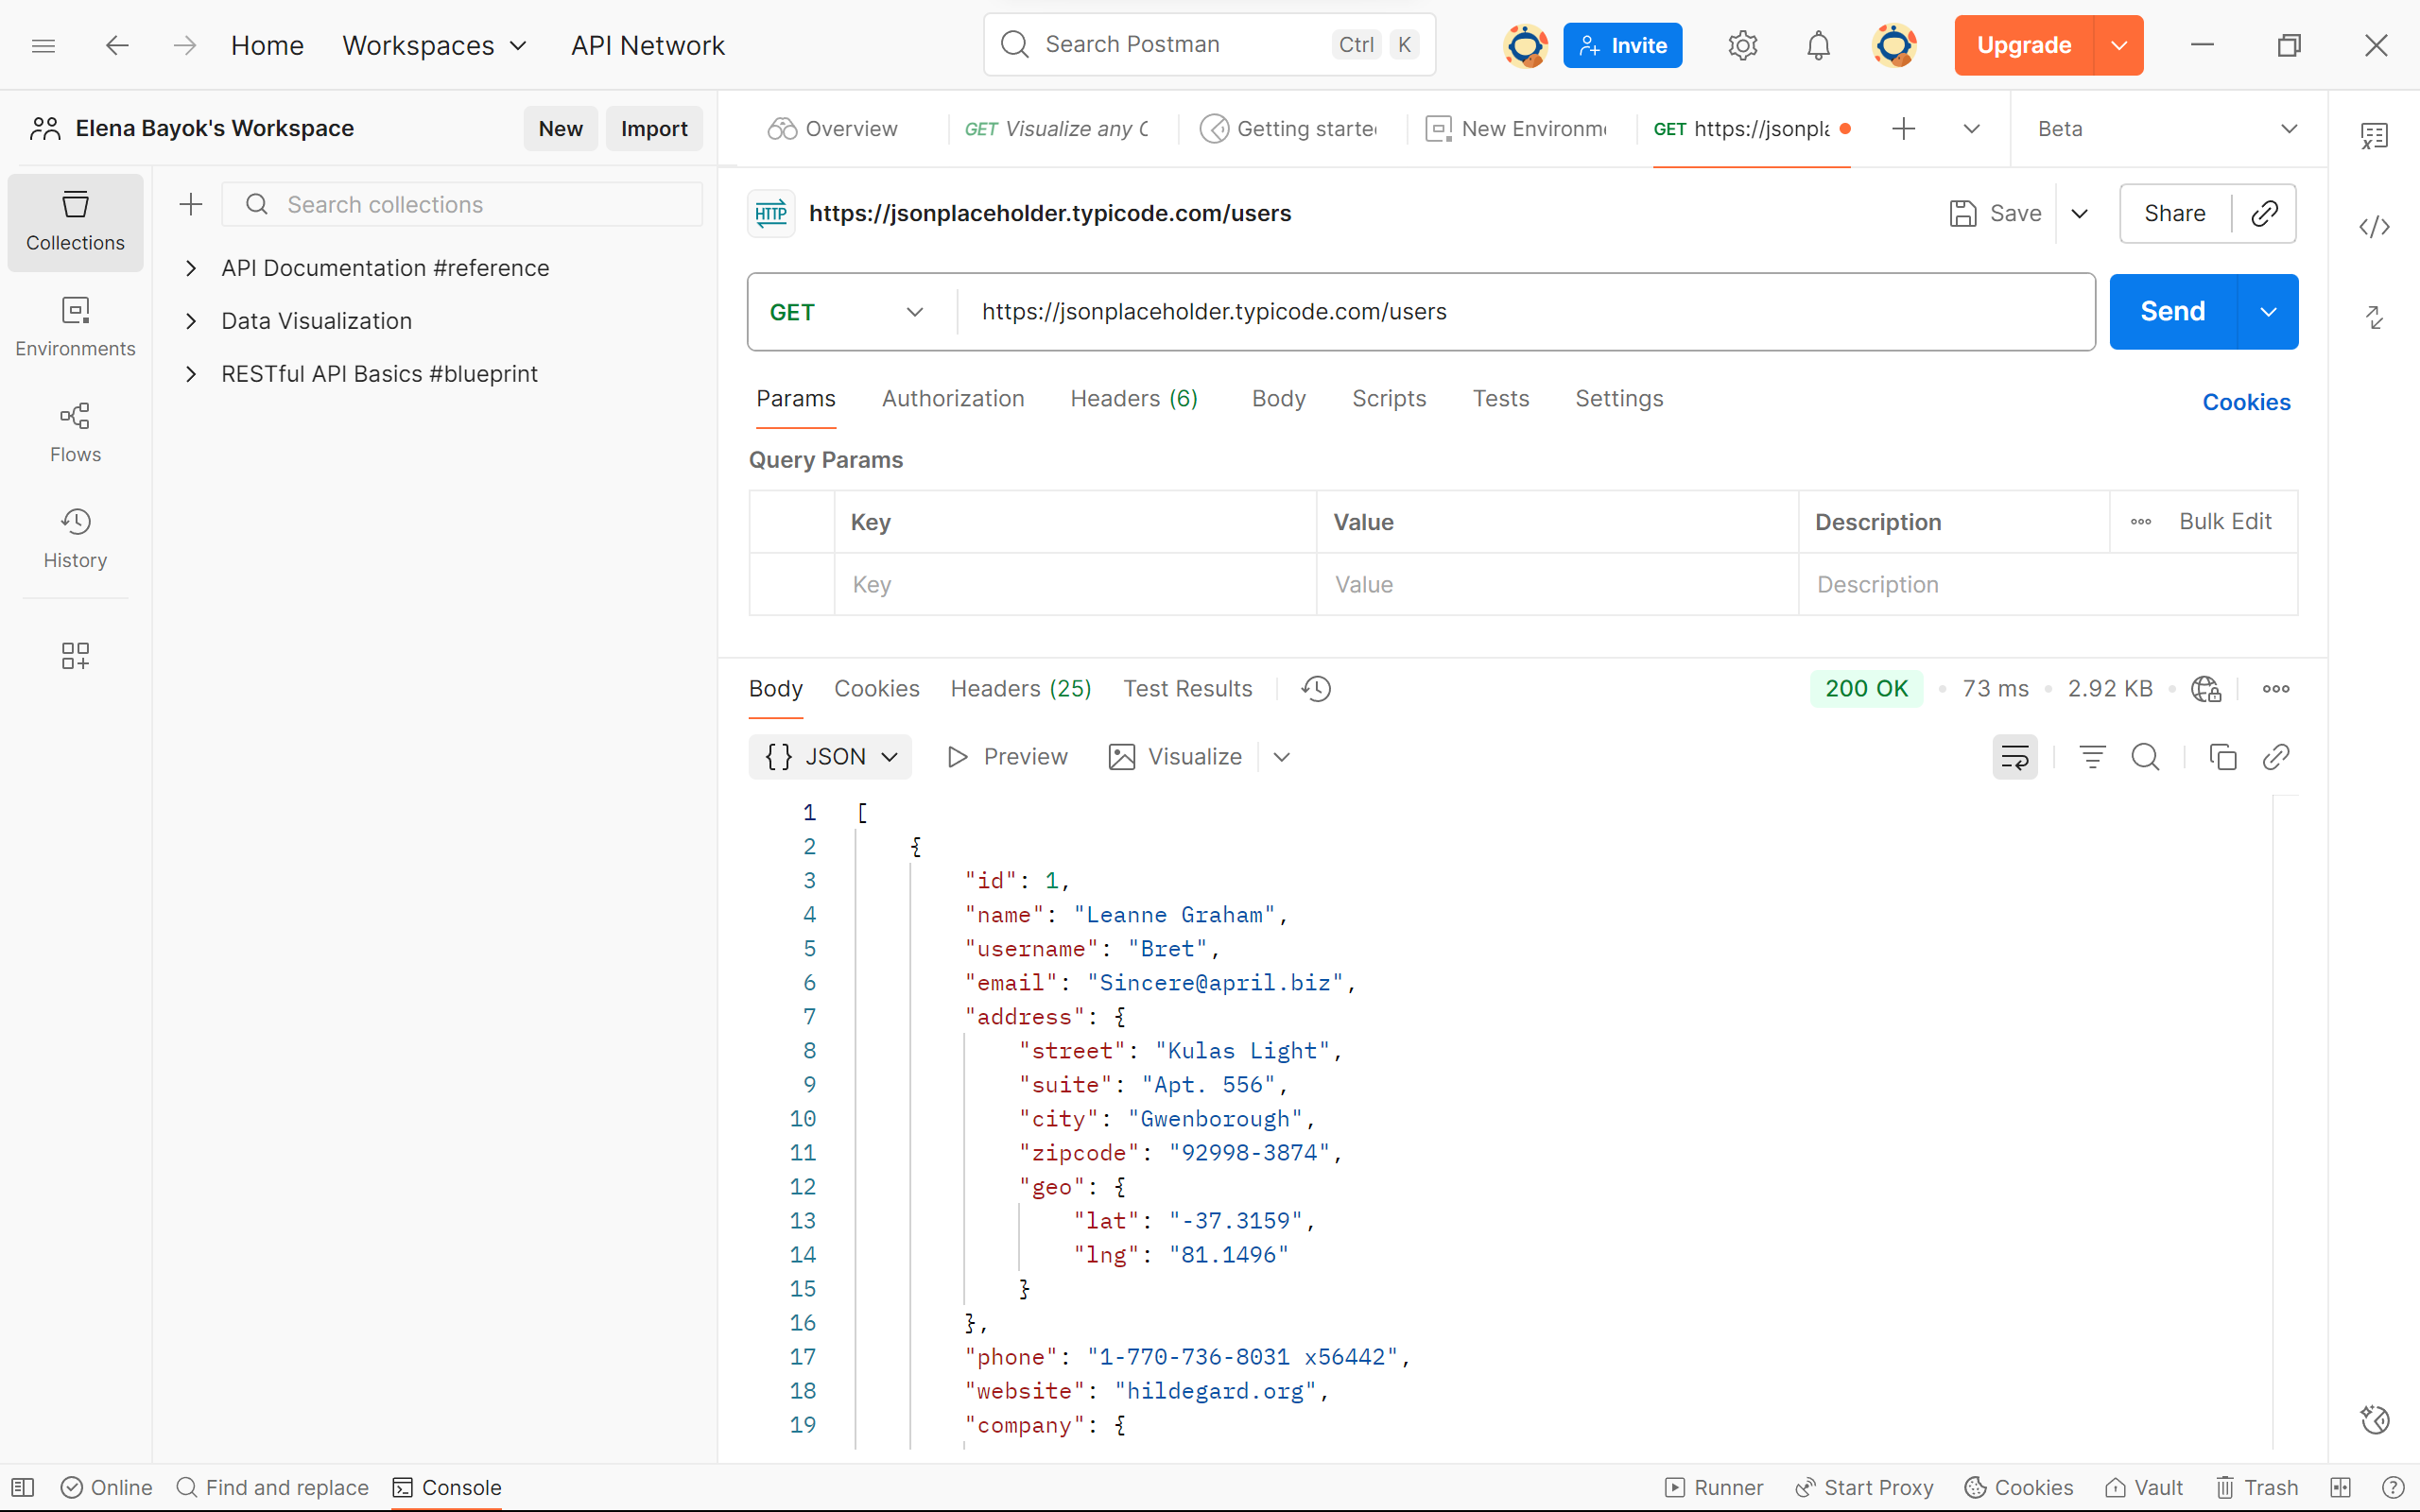 Home Workspaces API Network Search Postman Ctrl K Invite Upgrade
Elena Bayok's Workspace New Import
Overview GET Visualize any C Getting starte New Environm GET https://jsonpla Beta
Collections
Environments
Flows
History
Search collections
API Documentation #reference
Data Visualization
RESTful API Basics #blueprint
HTTP https://jsonplaceholder.typicode.com/users Save Share
GET https://jsonplaceholder.typicode.com/users Send
Params Authorization Headers (6) Body Scripts Tests Settings Cookies
Query Params
Key Value Description Bulk Edit
Key Value Description
Body Cookies Headers (25) Test Results 200 OK 73 ms 2.92 KB
{} JSON Preview Visualize
1 [
2 {
3 "id": 1,
4 "name": "Leanne Graham",
5 "username": "Bret",
6 "email": "Sincere@april.biz",
7 "address": {
8 "street": "Kulas Light",
9 "suite": "Apt. 556",
10 "city": "Gwenborough",
11 "zipcode": "92998-3874",
12 "geo": {
13 "lat": "-37.3159",
14 "lng": "81.1496"
15 }
16 },
17 "phone": "1-770-736-8031 x56442",
18 "website": "hildegard.org",
19 "company": {
Online Find and replace Console Runner Start Proxy Cookies Vault Trash